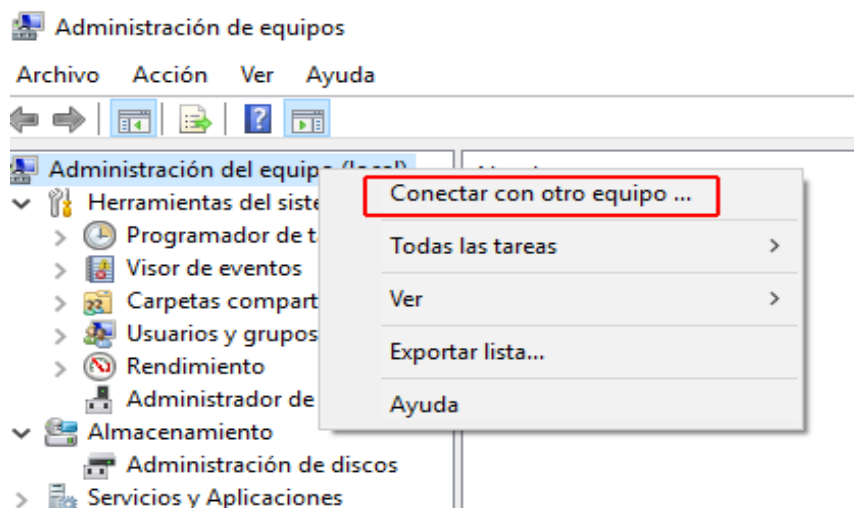 Administración de equipos
Archivo Acción Ver Ayuda
Administración del equipo (local)
Conectar con otro equipo ...
Herramientas del siste
Programador de t
Todas las tareas
Visor de eventos
Carpetas compart
Ver
Usuarios y grupos
Exportar lista...
Rendimiento
Administrador de
Ayuda
Almacenamiento
Administración de discos
Servicios y Aplicaciones